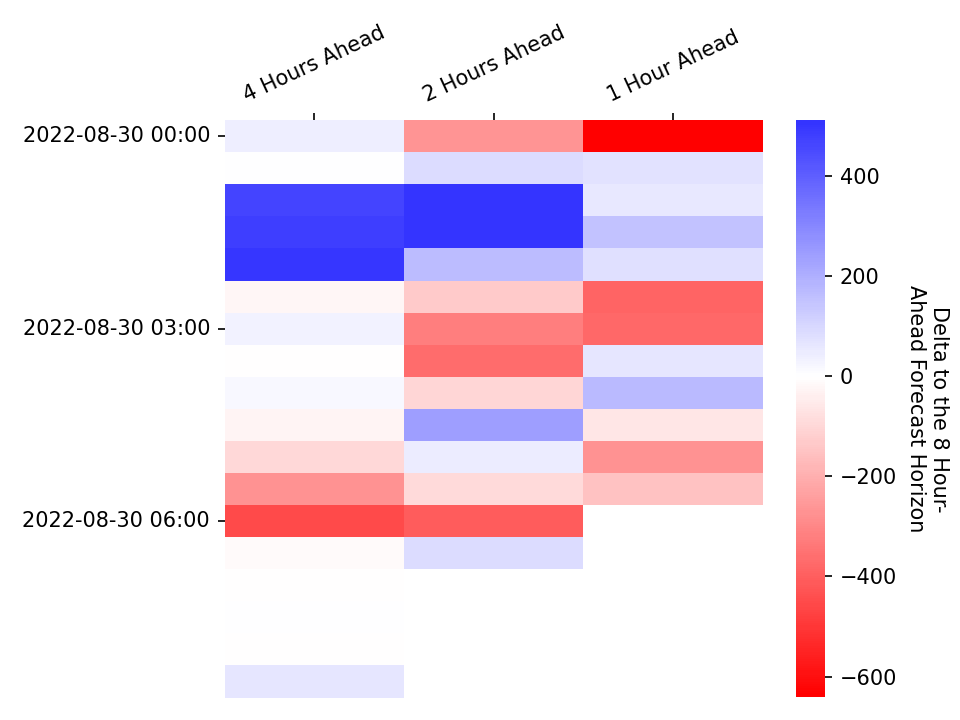 4 Hours Ahead
2 Hours Ahead
1 Hour Ahead
2022-08-30 00:00
2022-08-30 03:00
2022-08-30 06:00
400
200
0
−200
−400
−600
Delta to the 8 Hour-
Ahead Forecast Horizon